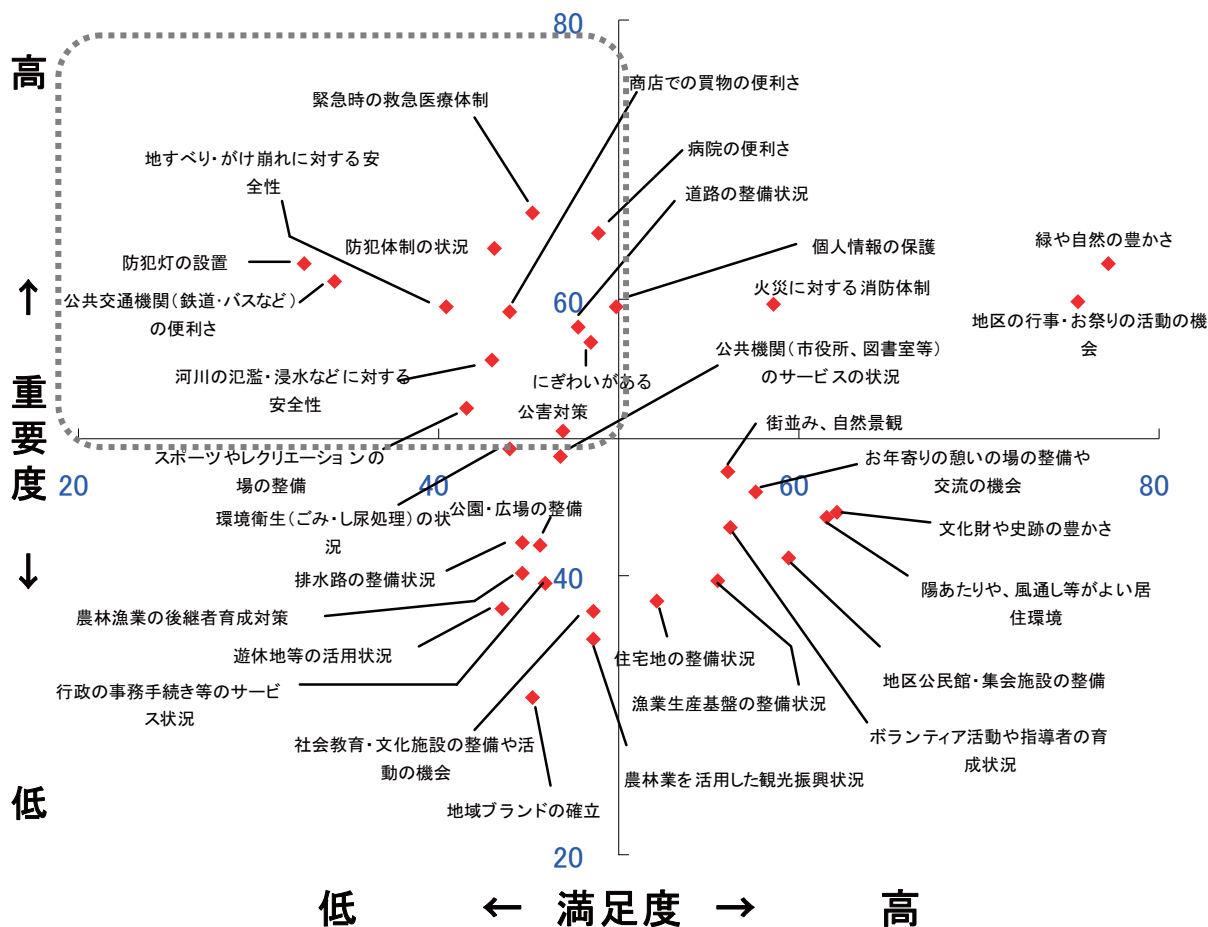 80
高
商店での買物の便利さ
緊急時の救急医療体制
病院の便利さ
地すべり・がけ崩れに対する安
全性
道路の整備状況
防犯体制の状況
個人情報の保護
緑や自然の豊かさ
防犯灯の設置
火災に対する消防体制
公共交通機関(鉄道・バスなど)
の便利さ
60
地区の行事・お祭りの活動の機
会
↑
重要度
↓
公共機関(市役所、図書室等)
のサービスの状況
河川の氾濫・浸水などに対する
安全性
にぎわいがある
公害対策
街並み、自然景観
スポーツやレクリエーションの
場の整備
20
40
60
80
お年寄りの憩いの場の整備や
交流の機会
環境衛生(ごみ・し尿処理)の状
況
公園・広場の整備
文化財や史跡の豊かさ
排水路の整備状況
40
陽あたりや、風通し等がよい居
住環境
農林漁業の後継者育成対策
遊休地等の活用状況
住宅地の整備状況
地区公民館・集会施設の整備
行政の事務手続き等のサービ
ス状況
漁業生産基盤の整備状況
社会教育・文化施設の整備や活
動の機会
ボランティア活動や指導者の育
成状況
農林業を活用した観光振興状況
地域ブランドの確立
低
20
低 ← 満足度 → 高